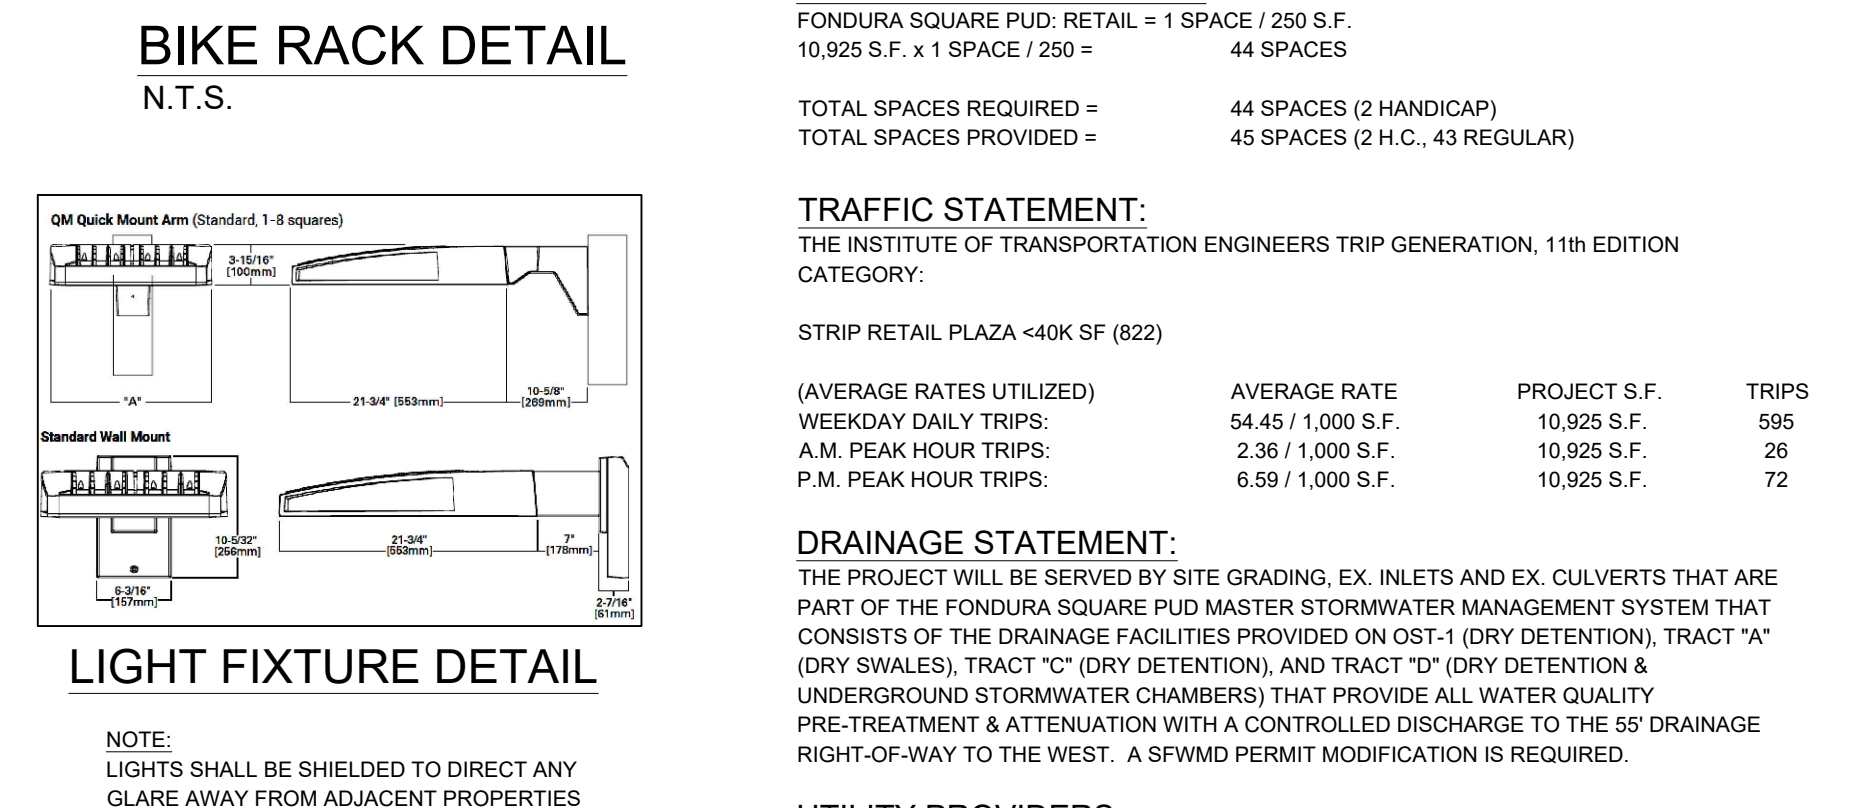 BIKE RACK DETAIL
N.T.S.
QM Quick Mount Arm (Standard, 1-8 squares)
3-15/16"
[100mm]
"A"
21-3/4" [553mm]
10-5/8"
[269mm]
Standard Wall Mount
10-5/32"
[256mm]
6-3/16"
[157mm]
21-3/4"
[553mm]
7"
[178mm]
2-7/16"
[61mm]
LIGHT FIXTURE DETAIL
NOTE:
LIGHTS SHALL BE SHIELDED TO DIRECT ANY
GLARE AWAY FROM ADJACENT PROPERTIES
FONDURA SQUARE PUD: RETAIL = 1 SPACE / 250 S.F.
10,925 S.F. x 1 SPACE / 250 = 44 SPACES
TOTAL SPACES REQUIRED = 44 SPACES (2 HANDICAP)
TOTAL SPACES PROVIDED = 45 SPACES (2 H.C., 43 REGULAR)
TRAFFIC STATEMENT:
THE INSTITUTE OF TRANSPORTATION ENGINEERS TRIP GENERATION, 11th EDITION
CATEGORY:
STRIP RETAIL PLAZA <40K SF (822)
(AVERAGE RATES UTILIZED) AVERAGE RATE PROJECT S.F. TRIPS
WEEKDAY DAILY TRIPS: 54.45 / 1,000 S.F. 10,925 S.F. 595
A.M. PEAK HOUR TRIPS: 2.36 / 1,000 S.F. 10,925 S.F. 26
P.M. PEAK HOUR TRIPS: 6.59 / 1,000 S.F. 10,925 S.F. 72
DRAINAGE STATEMENT:
THE PROJECT WILL BE SERVED BY SITE GRADING, EX. INLETS AND EX. CULVERTS THAT ARE
PART OF THE FONDURA SQUARE PUD MASTER STORMWATER MANAGEMENT SYSTEM THAT
CONSISTS OF THE DRAINAGE FACILITIES PROVIDED ON OST-1 (DRY DETENTION), TRACT "A"
(DRY SWALES), TRACT "C" (DRY DETENTION), AND TRACT "D" (DRY DETENTION &
UNDERGROUND STORMWATER CHAMBERS) THAT PROVIDE ALL WATER QUALITY
PRE-TREATMENT & ATTENUATION WITH A CONTROLLED DISCHARGE TO THE 55' DRAINAGE
RIGHT-OF-WAY TO THE WEST. A SFWMD PERMIT MODIFICATION IS REQUIRED.
UTILITY PROVIDERS